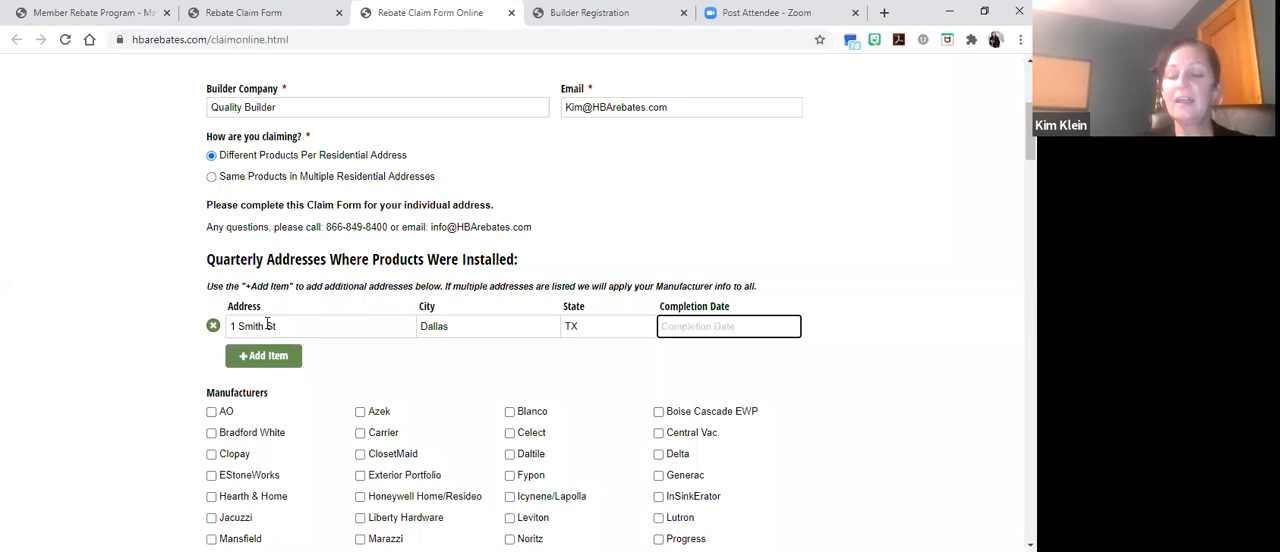 Member Rebate Program - Ma
Rebate Claim Form
Rebate Claim Form Online
Builder Registration
Post Attendee - Zoom
hbarebates.com/claimonline.html
Kim Klein
Builder Company *
Email *
Quality Builder
Kim@HBArebates.com
How are you claiming? *
Different Products Per Residential Address
Same Products in Multiple Residential Addresses
Please complete this Claim Form for your individual address.
Any questions, please call: 866-849-8400 or email: info@HBArebates.com
Quarterly Addresses Where Products Were Installed:
Use the "+Add Item" to add additional addresses below. If multiple addresses are listed we will apply your Manufacturer info to all.
Address City State Completion Date
1 Smith St Dallas TX Completion Date
+ Add Item
Manufacturers
AO Azek Blanco Boise Cascade EWP
Bradford White Carrier Celect Central Vac.
Clopay ClosetMaid Daltile Delta
EStoneWorks Exterior Portfolio Fypon Generac
Hearth & Home Honeywell Home/Resideo Icynene/Lapolla InSinkErator
Jacuzzi Liberty Hardware Leviton Lutron
Mansfield Marazzi Noritz Progress